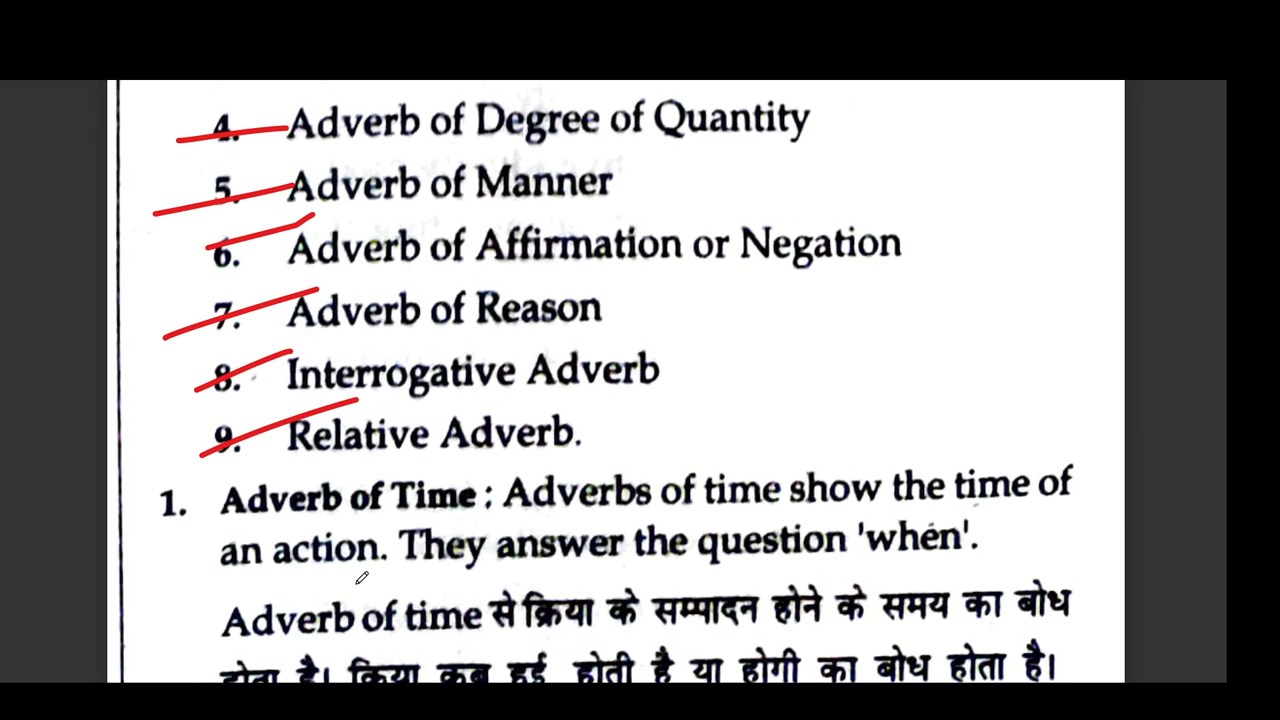 4. Adverb of Degree of Quantity
5. Adverb of Manner
6. Adverb of Affirmation or Negation
7. Adverb of Reason
8. Interrogative Adverb
9. Relative Adverb.
1. Adverb of Time : Adverbs of time show the time of
an action. They answer the question 'when'.
Adverb of time से क्रिया के सम्पादन होने के समय का बोध
होता है। क्रिया कब हुई होती है या होगी का बोध होता है।